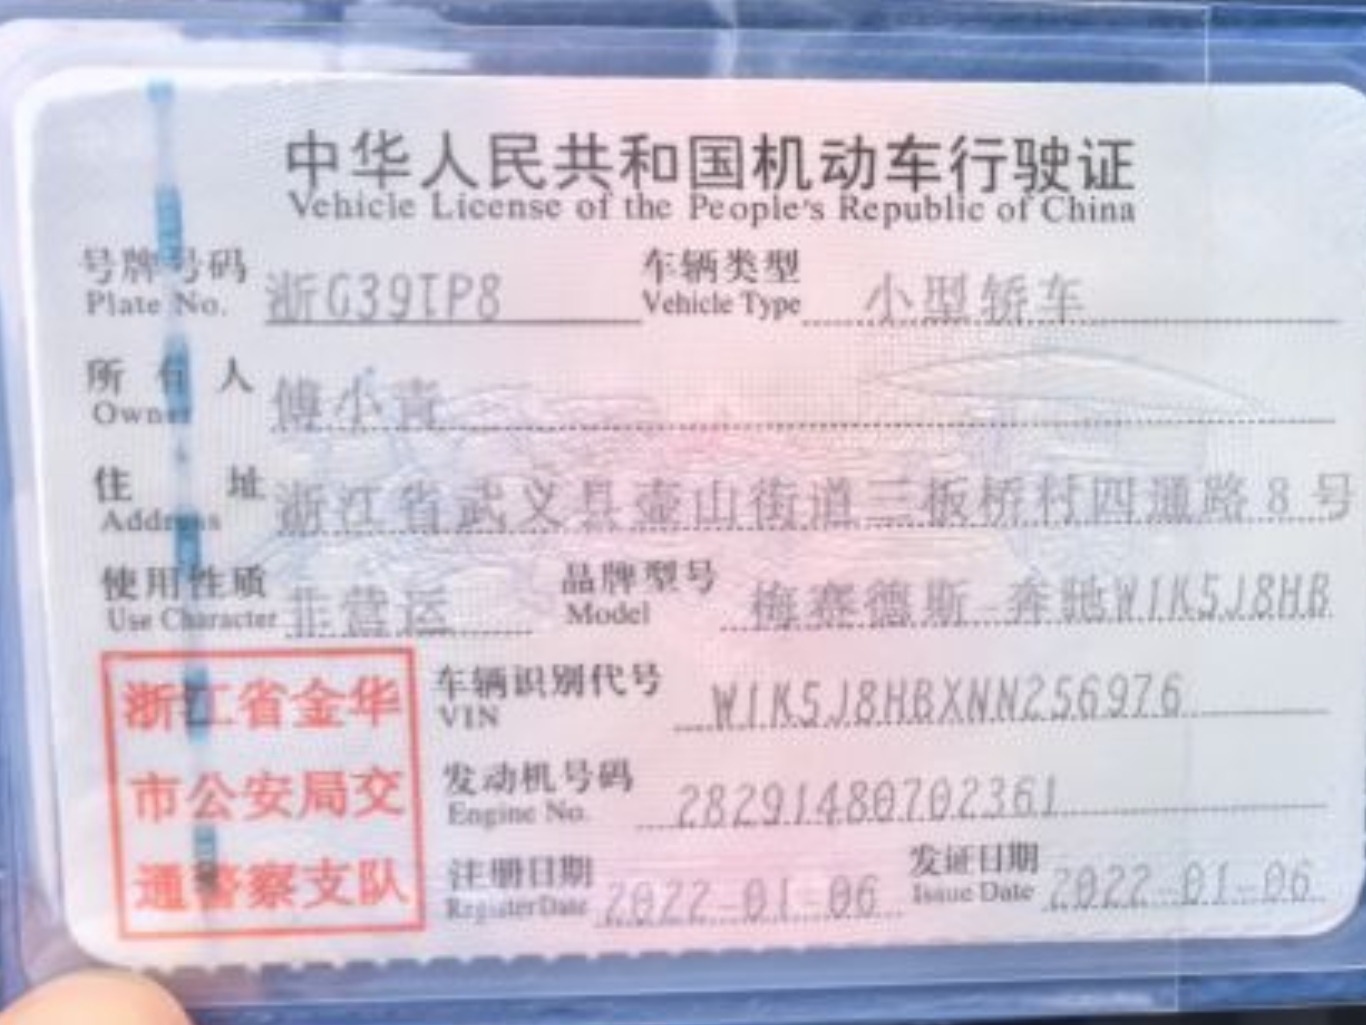 中华人民共和国机动车行驶证
Vehicle License of the People's Republic of China
号牌号码 浙G39TP8 车辆类型 小型轿车
Plate No. Vehicle Type
所有人 傅小青
Owner
住址 浙江省武义县壶山街道三板桥村四通路8号
Address
使用性质 非营运 品牌型号 梅赛德斯-奔驰W1K5J8HB
Use Character Model
浙江省金华
市公安局交
通警察支队
车辆识别代号 W1K5J8HBXNN256976
VIN
发动机号码 28291480702361
Engine No.
注册日期 2022-01-06 发证日期 2022-01-06
Register Date Issue Date